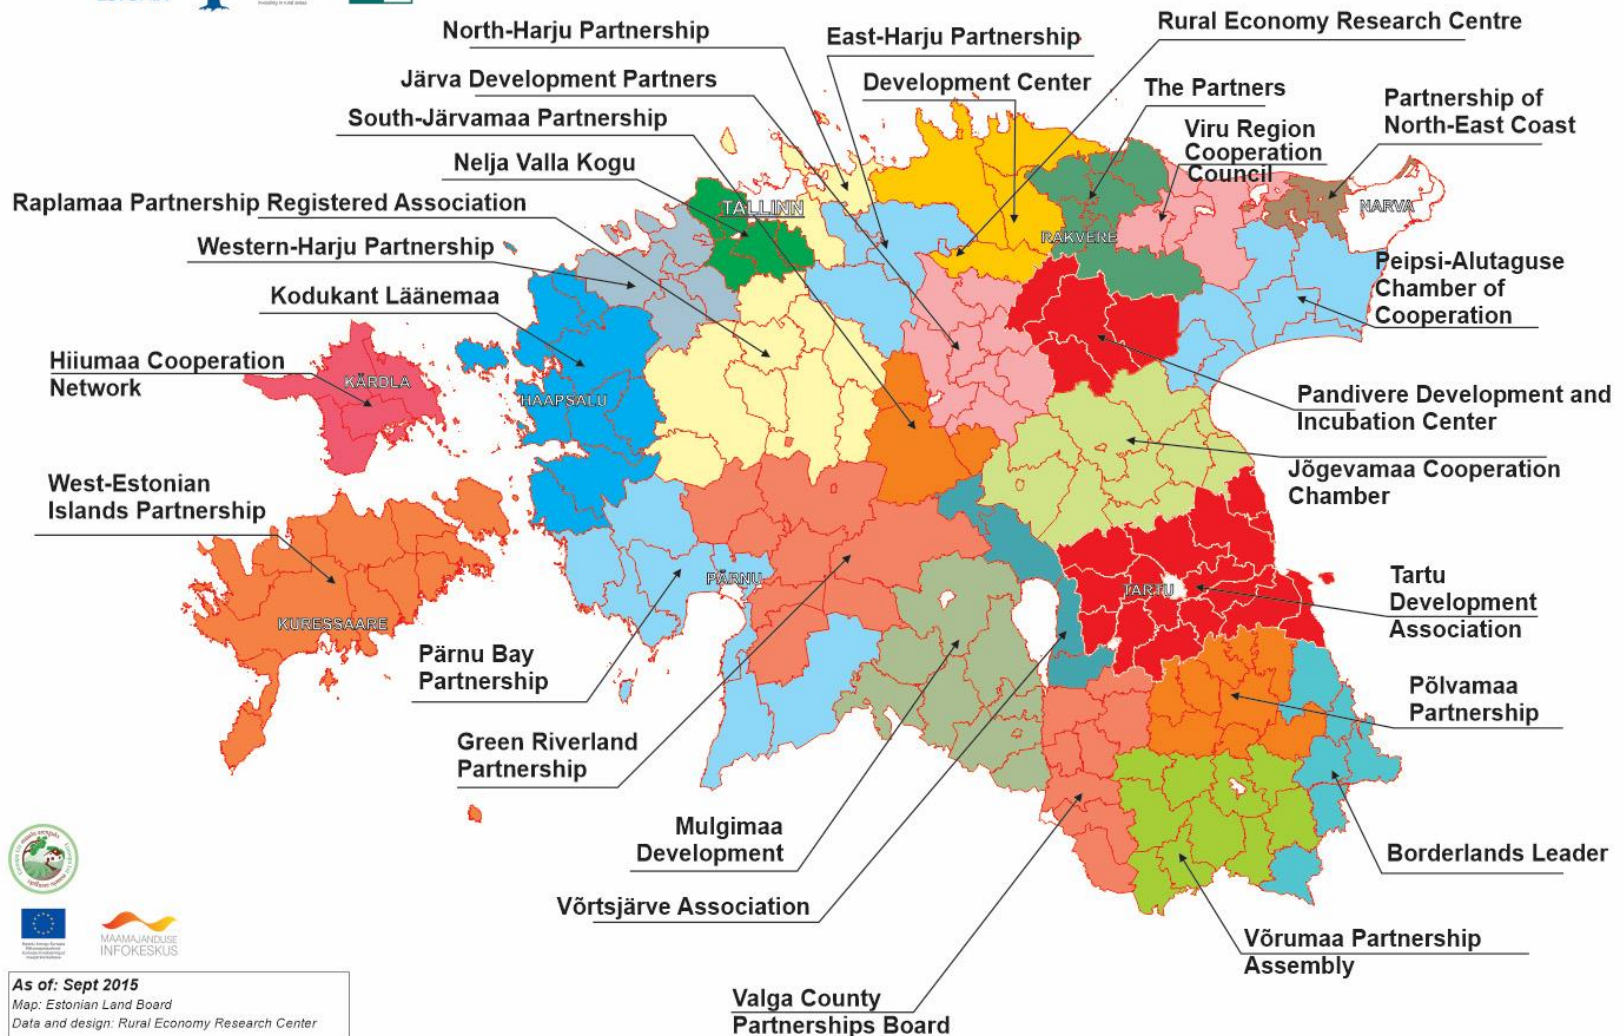 ESTONIA
investing in rural areas
North-Harju Partnership
East-Harju Partnership
Rural Economy Research Centre
Järva Development Partners
Development Center
The Partners
Partnership of
North-East Coast
South-Järvamaa Partnership
Viru Region
Cooperation
Council
Nelja Valla Kogu
Raplamaa Partnership Registered Association
TALLINN
NARVA
RAKVERE
Western-Harju Partnership
Peipsi-Alutaguse
Chamber of
Cooperation
Kodukant Läänemaa
Hiiumaa Cooperation
Network
KÄRDLA
HAAPSALU
Pandivere Development and
Incubation Center
Jõgevamaa Cooperation
Chamber
West-Estonian
Islands Partnership
PÄRNU
TARTU
Tartu
Development
Association
KURESSAARE
Pärnu Bay
Partnership
Põlvamaa
Partnership
Green Riverland
Partnership
Mulgimaa
Development
Borderlands Leader
Võrtsjärve Association
Võrumaa Partnership
Assembly
Valga County
Partnerships Board
MAAMAJANDUSE
INFOKESKUS
As of: Sept 2015
Map: Estonian Land Board
Data and design: Rural Economy Research Center